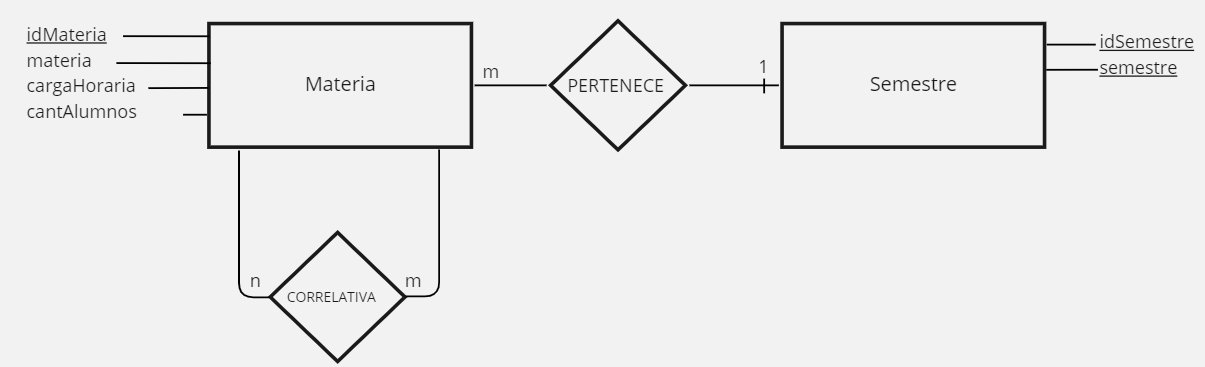 idMateria
materia
cargaHoraria
cantAlumnos
Materia
m
PERTENECE
1
Semestre
idSemestre
semestre
n
CORRELATIVA
m